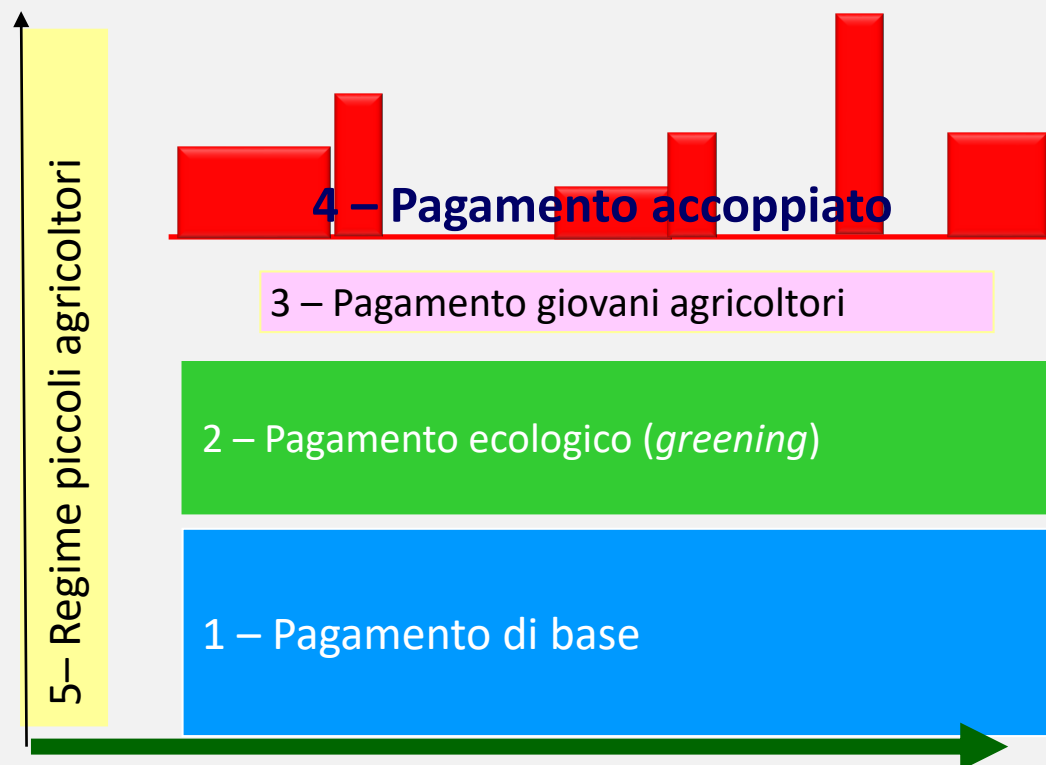 4 – Pagamento accoppiato
3 – Pagamento giovani agricoltori
2 – Pagamento ecologico (greening)
1 – Pagamento di base
5– Regime piccoli agricoltori